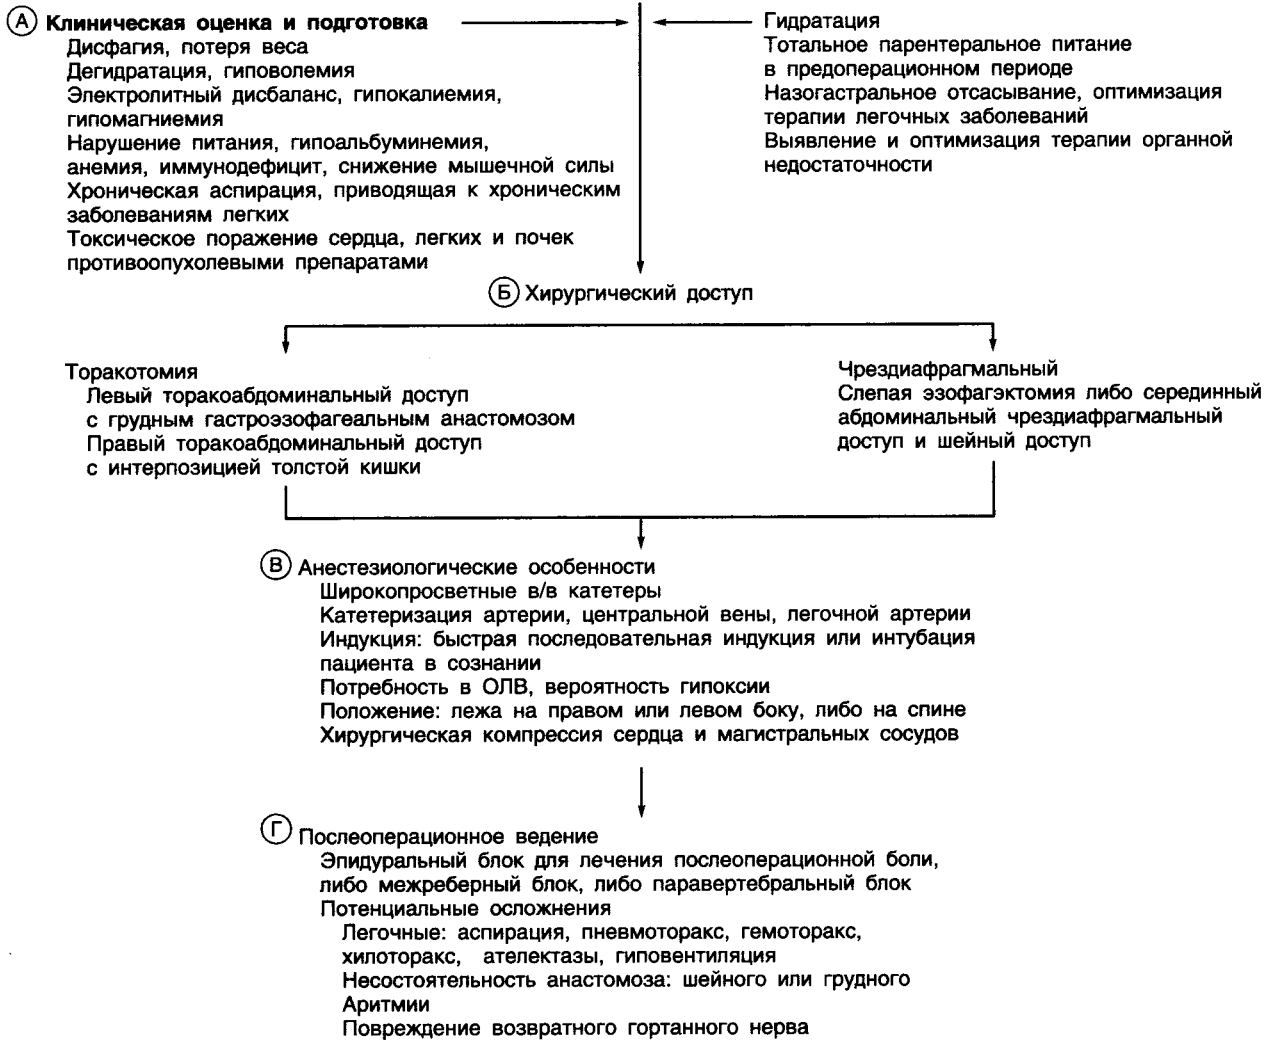 А Клиническая оценка и подготовка
Дисфагия, потеря веса
Дегидратация, гиповолемия
Электролитный дисбаланс, гипокалиемия,
гипомагниемия
Нарушение питания, гипоальбуминемия,
анемия, иммунодефицит, снижение мышечной силы
Хроническая аспирация, приводящая к хроническим
заболеваниям легких
Токсическое поражение сердца, легких и почек
противоопухолевыми препаратами
Гидратация
Тотальное парентеральное питание
в предоперационном периоде
Назогастральное отсасывание, оптимизация
терапии легочных заболеваний
Выявление и оптимизация терапии органной
недостаточности
Б Хирургический доступ
Торакотомия
Левый торакоабдоминальный доступ
с грудным гастроэзофагеальным анастомозом
Правый торакоабдоминальный доступ
с интерпозицией толстой кишки
Чрездиафрагмальный
Слепая эзофагэктомия либо серединный
абдоминальный чрездиафрагмальный
доступ и шейный доступ
В Анестезиологические особенности
Широкопросветные в/в катетеры
Катетеризация артерии, центральной вены, легочной артерии
Индукция: быстрая последовательная индукция или интубация
пациента в сознании
Потребность в ОЛВ, вероятность гипоксии
Положение: лежа на правом или левом боку, либо на спине
Хирургическая компрессия сердца и магистральных сосудов
Г Послеоперационное ведение
Эпидуральный блок для лечения послеоперационной боли,
либо межреберный блок, либо паравертебральный блок
Потенциальные осложнения
Легочные: аспирация, пневмоторакс, гемоторакс,
хилоторакс, ателектазы, гиповентиляция
Несостоятельность анастомоза: шейного или грудного
Аритмии
Повреждение возвратного гортанного нерва